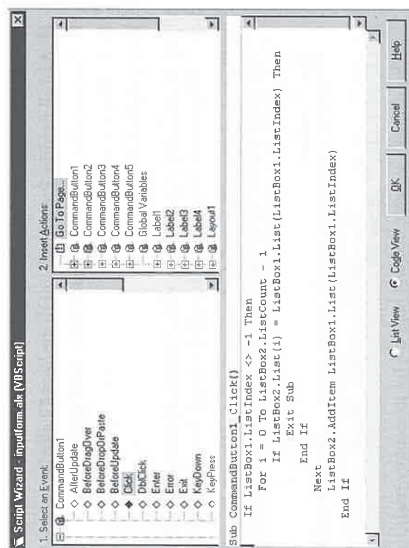 Script Wizard - inputform.alx [VBScript]
1. Select an Event:
CommandButton1
AfterUpdate
BeforeDragOver
BeforeDropOrPaste
BeforeUpdate
Click
DblClick
Enter
Error
Exit
KeyDown
KeyPress
2. Insert Actions:
Go To Page...
CommandButton1
CommandButton2
CommandButton3
CommandButton4
CommandButton5
Global Variables
Label1
Label2
Label3
Label4
Layout1
Sub CommandButton1_Click()
If ListBox1.ListIndex <> -1 Then
For i = 0 To ListBox2.ListCount - 1
If ListBox2.List(i) = ListBox1.List(ListBox1.ListIndex) Then
Exit Sub
End If
Next
ListBox2.AddItem ListBox1.List(ListBox1.ListIndex)
End If
List View
Code View
OK
Cancel
Help